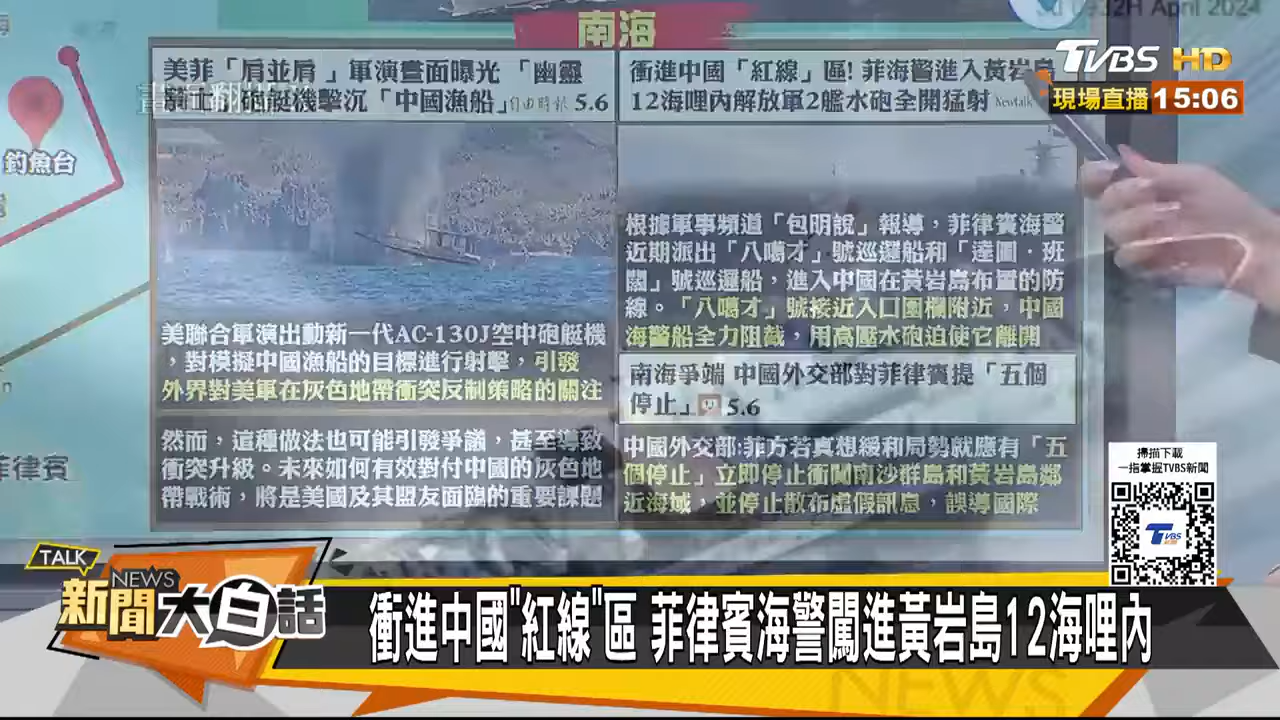 南海
32H April 2024
TVBS HD
現場直播 15:06
釣魚台
菲律賓
美菲「肩並肩」軍演畫面曝光 「幽靈
騎士」砲艇機擊沉「中國漁船」自由時報 5.6
美聯合軍演出動新一代AC-130J空中砲艇機
，對模擬中國漁船的目標進行射擊，引發
外界對美軍在灰色地帶衝突反制策略的關注
然而，這種做法也可能引發爭議，甚至導致
衝突升級。未來如何有效對付中國的灰色地
帶戰術，將是美國及其盟友面臨的重要課題
衝進中國「紅線」區! 菲海警進入黃岩島
12海哩內解放軍2艦水砲全開猛射 Newtalk
根據軍事頻道「包明說」報導，菲律賓海警
近期派出「八噶才」號巡邏船和「達圖．班
關」號巡邏船，進入中國在黃岩島布置的防
線。「八噶才」號接近入口圍欄附近，中國
海警船全力阻截，用高壓水砲迫使它離開
南海爭端 中國外交部對菲律賓提「五個
停止」 5.6
中國外交部:菲方若真想緩和局勢就應有「五
個停止」立即停止衝闖南沙群島和黃岩島鄰
近海域，並停止散布虛假訊息，誤導國際
掃描下載
一指掌握TVBS新聞
TVBS
TALK
NEWS
新聞大白話
衝進中國"紅線"區 菲律賓海警闖進黃岩島12海哩內
NEWS